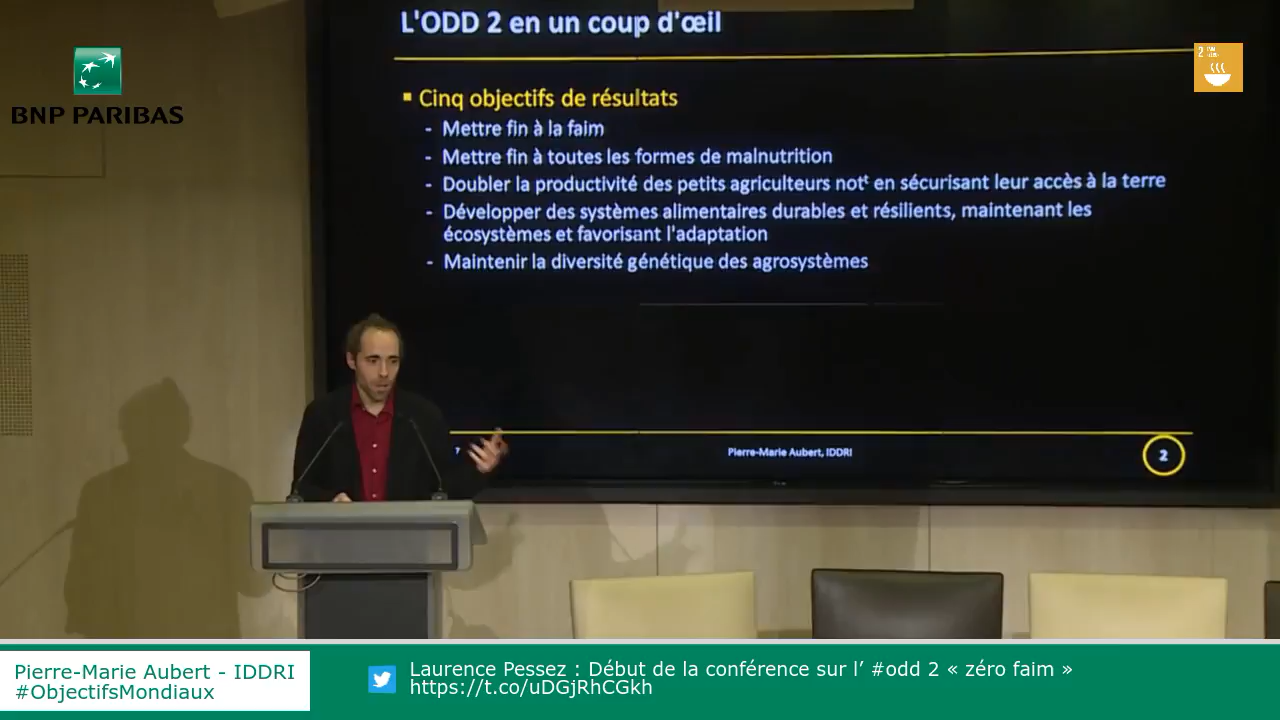 L'ODD 2 en un coup d'œil
BNP PARIBAS
2
Cinq objectifs de résultats
- Mettre fin à la faim
- Mettre fin à toutes les formes de malnutrition
- Doubler la productivité des petits agriculteurs notᵗ en sécurisant leur accès à la terre
- Développer des systèmes alimentaires durables et résilients, maintenant les
écosystèmes et favorisant l'adaptation
- Maintenir la diversité génétique des agrosystèmes
Pierre-Marie Aubert, IDDRI
2
Pierre-Marie Aubert - IDDRI
#ObjectifsMondiaux
Laurence Pessez : Début de la conférence sur l’ #odd 2 « zéro faim »
https://t.co/uDGjRhCGkh